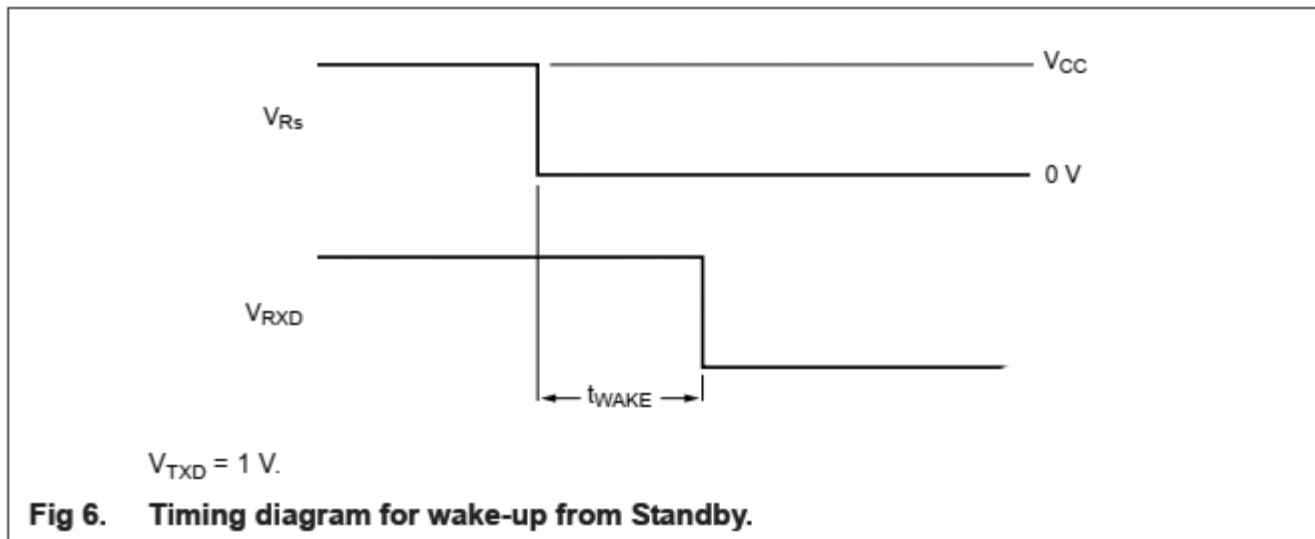 V_CC
V_Rs
0 V
V_RXD
t_WAKE
V_TXD = 1 V.
Fig 6. Timing diagram for wake-up from Standby.